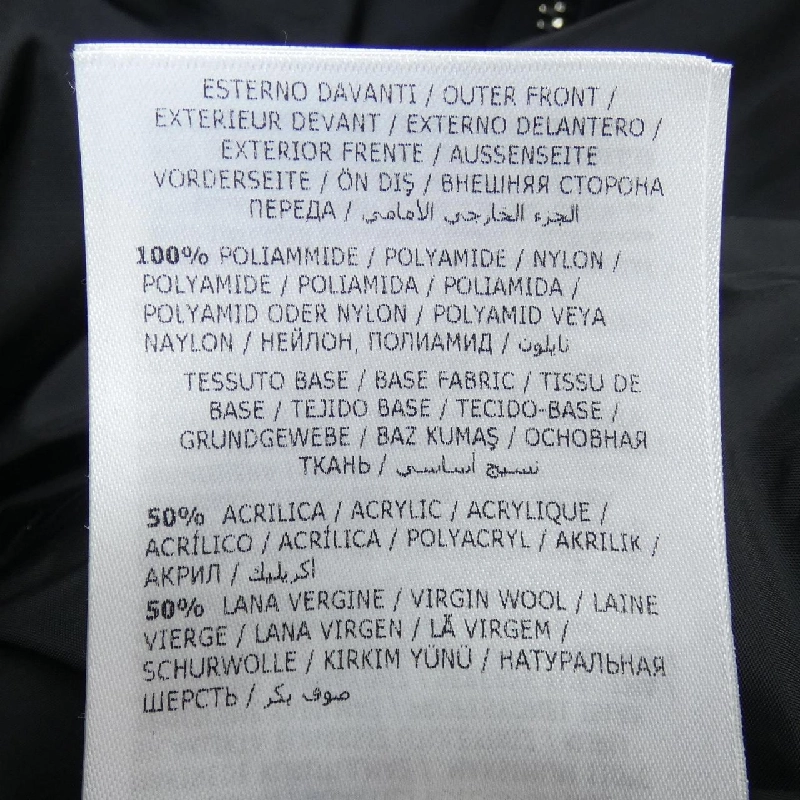 ESTERNO DAVANTI / OUTER FRONT /
EXTERIEUR DEVANT / EXTERNO DELANTERO /
EXTERIOR FRENTE / AUSSENSEITE
VORDERSEITE / ÖN DIŞ / ВНЕШНЯЯ СТОРОНА
ПЕРЕДА / الجزء الخارجي الأمامي
100% POLIAMMIDE / POLYAMIDE / NYLON /
POLYAMIDE / POLIAMIDA / POLIAMIDA /
POLYAMID ODER NYLON / POLYAMID VEYA
NAYLON / НЕЙЛОН, ПОЛИАМИД / نايلون
TESSUTO BASE / BASE FABRIC / TISSU DE
BASE / TEJIDO BASE / TECIDO-BASE /
GRUNDGEWEBE / BAZ KUMAŞ / ОСНОВНАЯ
ТКАНЬ / نسيج أساسي
50% ACRILICA / ACRYLIC / ACRYLIQUE /
ACRÍLICO / ACRÍLICA / POLYACRYL / AKRILIK /
АКРИЛ / اكريليك
50% LANA VERGINE / VIRGIN WOOL / LAINE
VIERGE / LANA VIRGEN / LÃ VIRGEM /
SCHURWOLLE / KIRKIM YÜNÜ / НАТУРАЛЬНАЯ
ШЕРСТЬ / صوف بكر